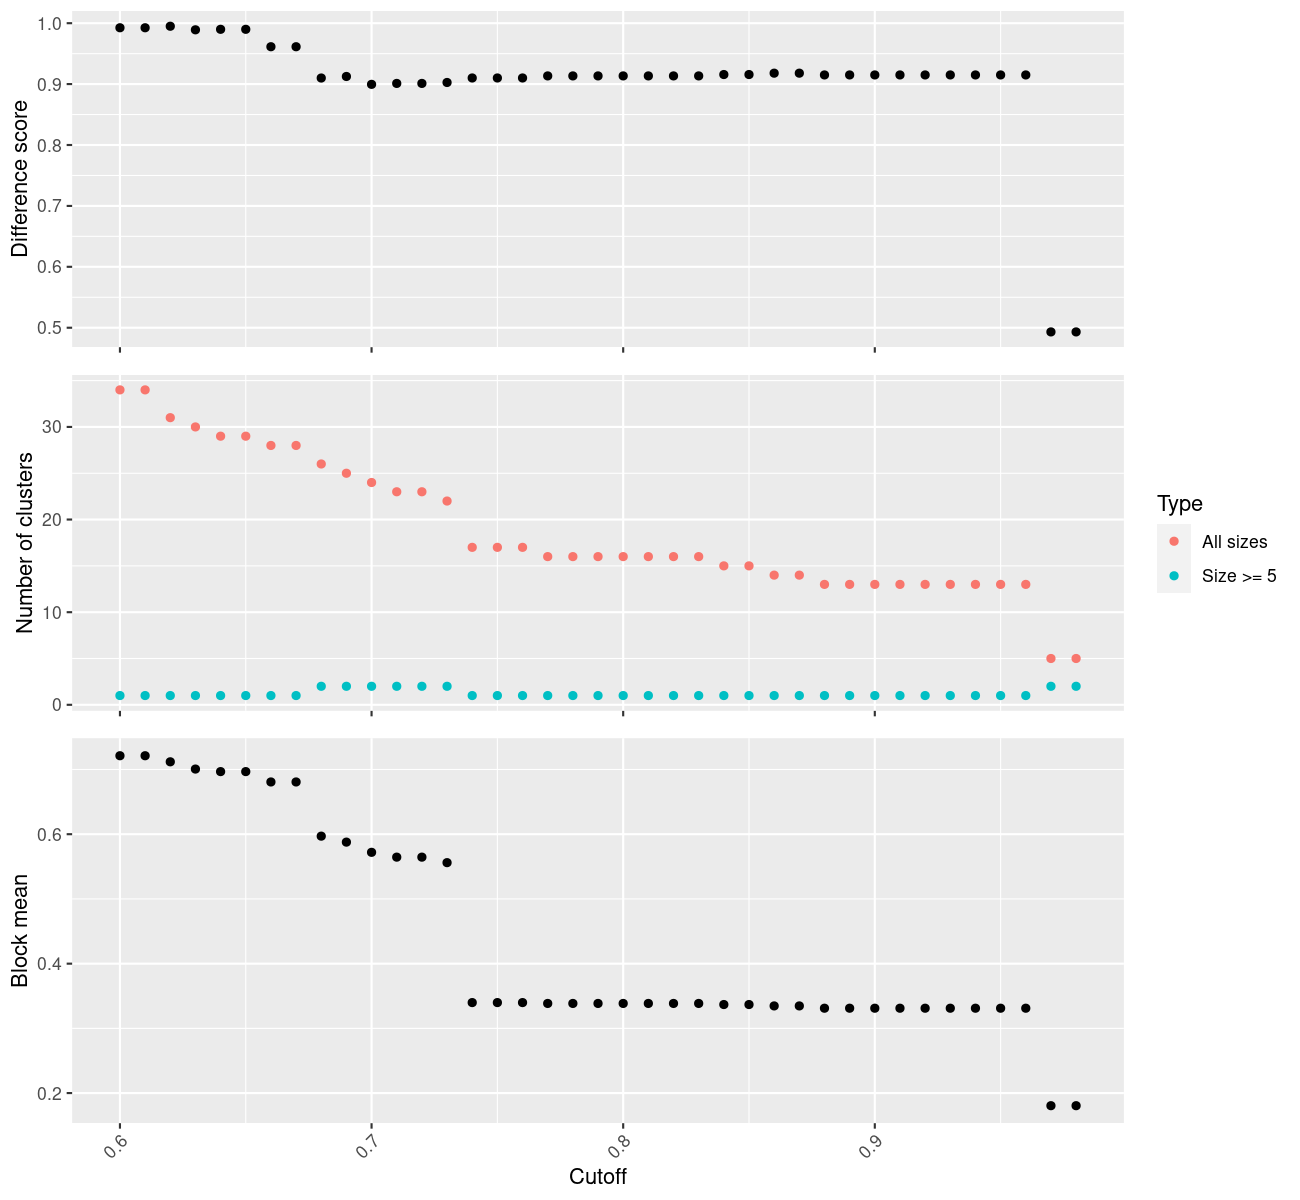 Difference score
1.0
0.9
0.8
0.7
0.6
0.5
Number of clusters
30
20
10
0
Type
All sizes
Size >= 5
Block mean
0.6
0.4
0.2
0.6
0.7
0.8
0.9
Cutoff